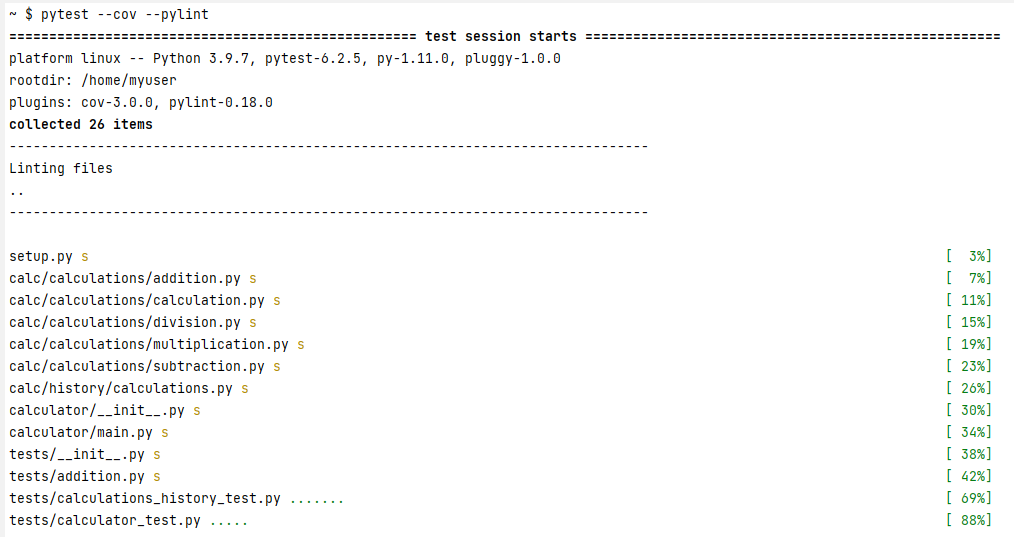 ~ $ pytest --cov --pylint
=================================================== test session starts ====================================================
platform linux -- Python 3.9.7, pytest-6.2.5, py-1.11.0, pluggy-1.0.0
rootdir: /home/myuser
plugins: cov-3.0.0, pylint-0.18.0
collected 26 items
--------------------------------------------------------------------------------
Linting files
..
--------------------------------------------------------------------------------
setup.py s [  3%]
calc/calculations/addition.py s [  7%]
calc/calculations/calculation.py s [ 11%]
calc/calculations/division.py s [ 15%]
calc/calculations/multiplication.py s [ 19%]
calc/calculations/subtraction.py s [ 23%]
calc/history/calculations.py s [ 26%]
calculator/__init__.py s [ 30%]
calculator/main.py s [ 34%]
tests/__init__.py s [ 38%]
tests/addition.py s [ 42%]
tests/calculations_history_test.py ....... [ 69%]
tests/calculator_test.py ..... [ 88%]